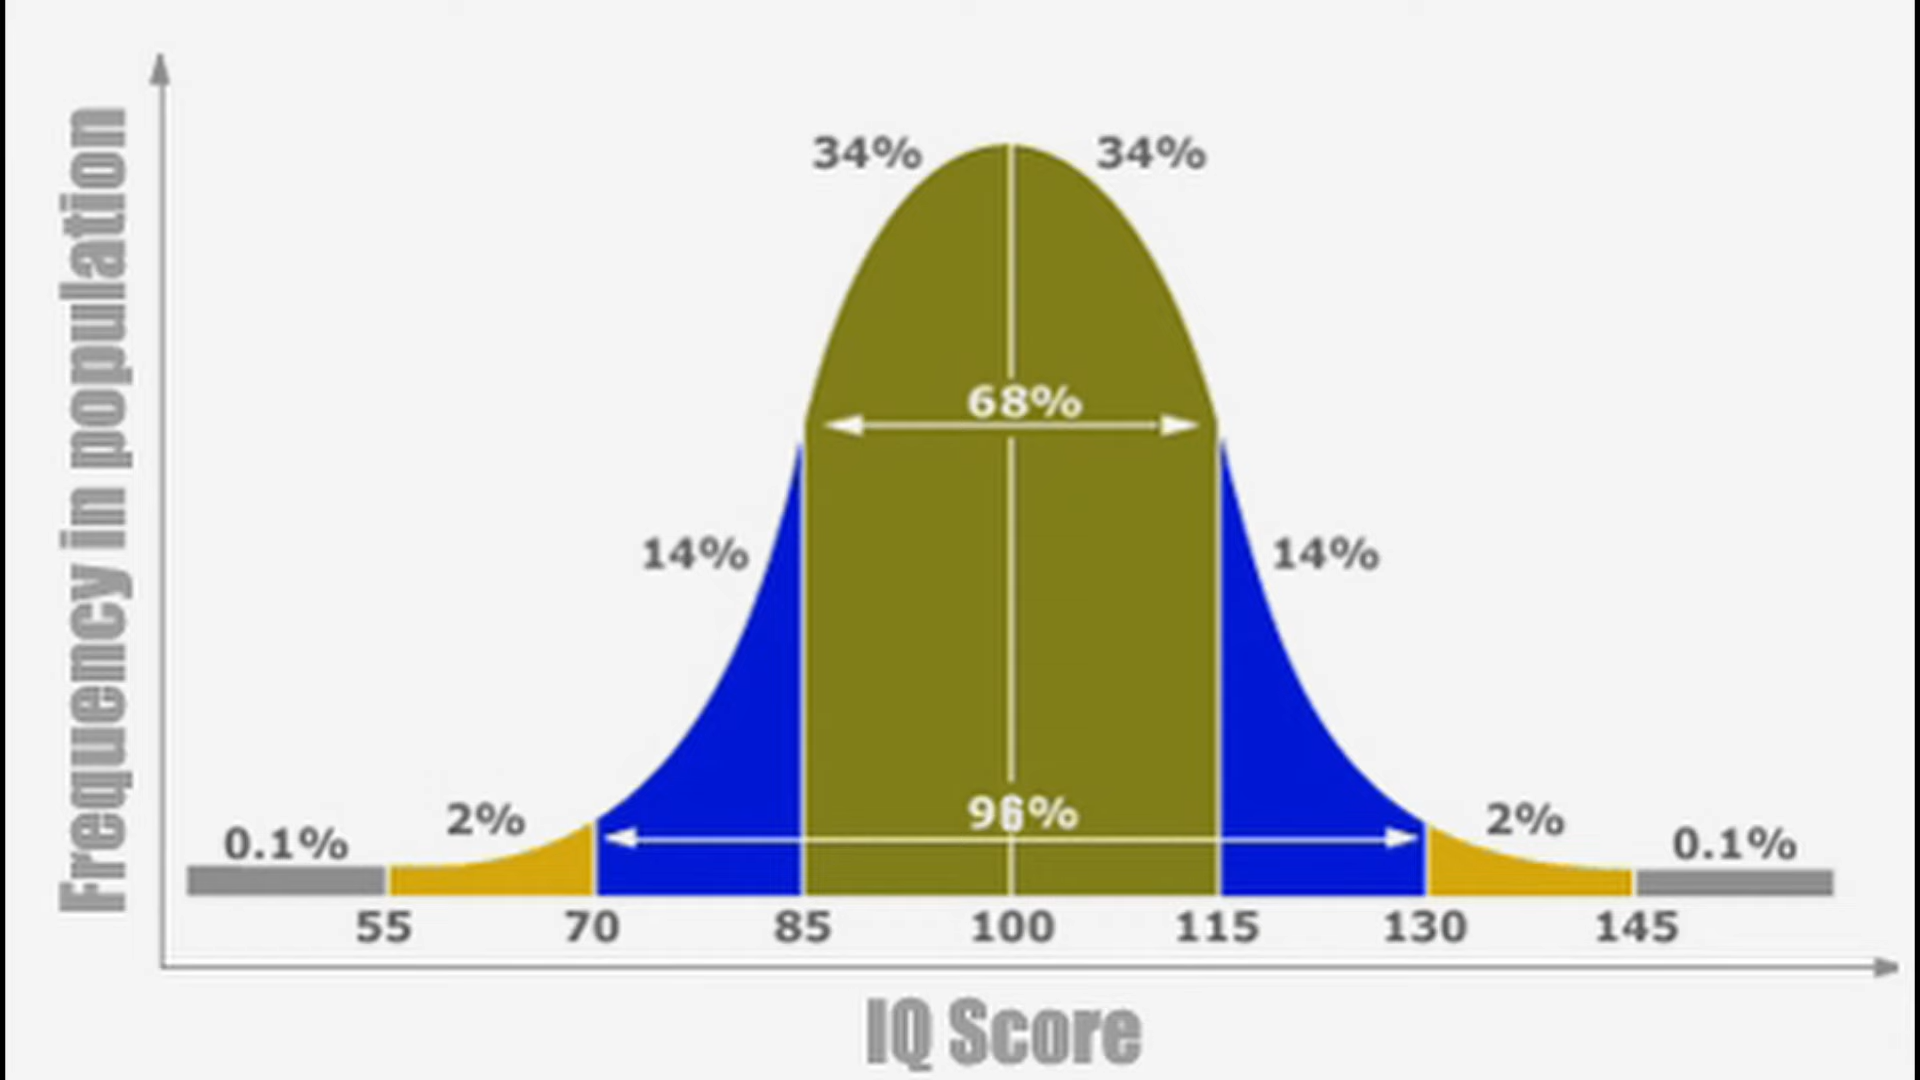 Frequency in population
34% 34%
68%
14% 14%
96%
2% 2%
0.1% 0.1%
55 70 85 100 115 130 145
IQ Score